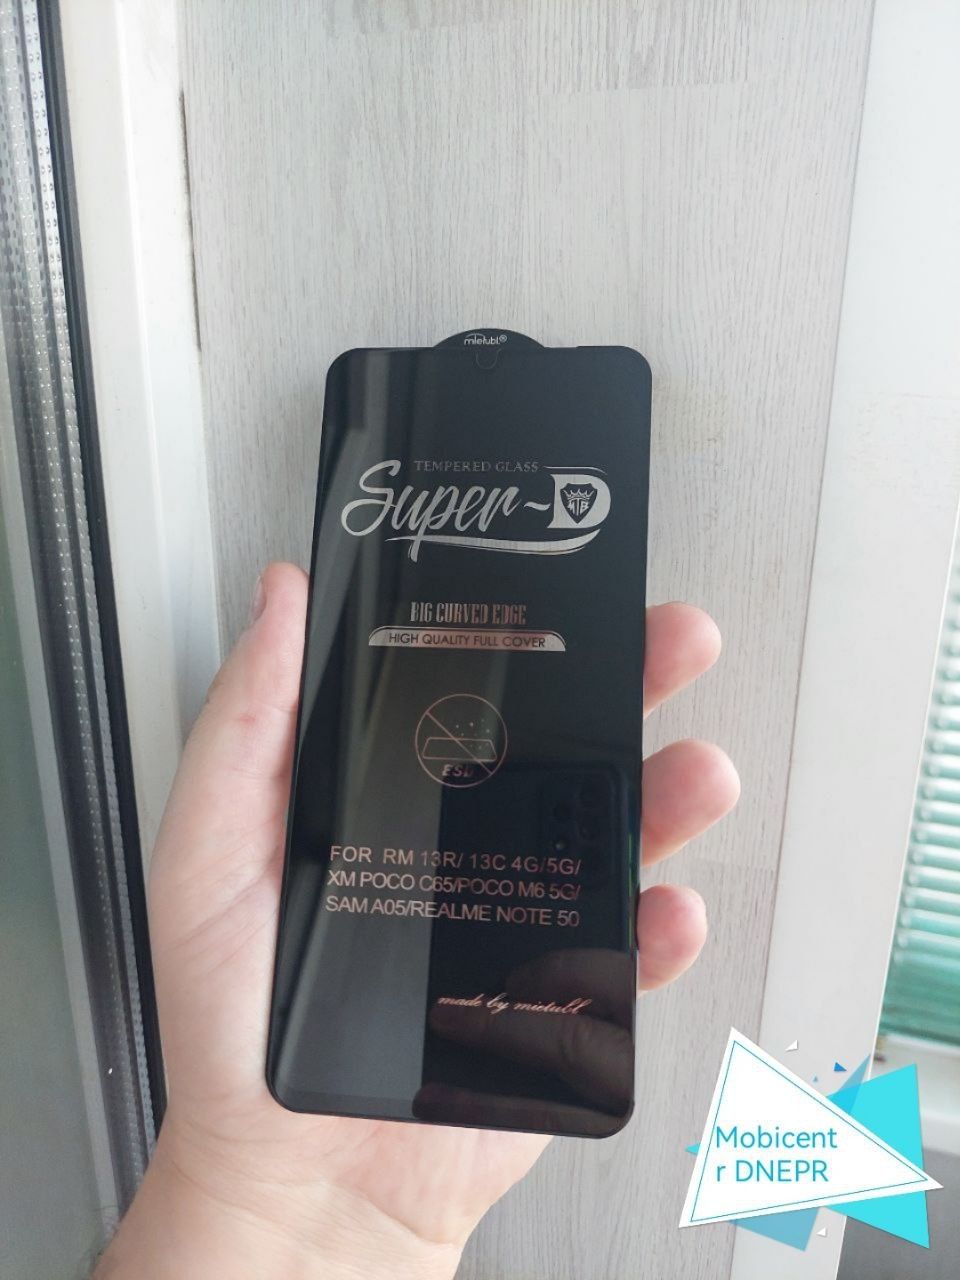 mietubl®
TEMPERED GLASS
Super-D
MTB
BIG CURVED EDGE
HIGH QUALITY FULL COVER
ESD
FOR RM 13R/ 13C 4G/5G/
XM POCO C65/POCO M6 5G/
SAM A05/REALME NOTE 50
made by mietubl
Mobicent
r DNEPR